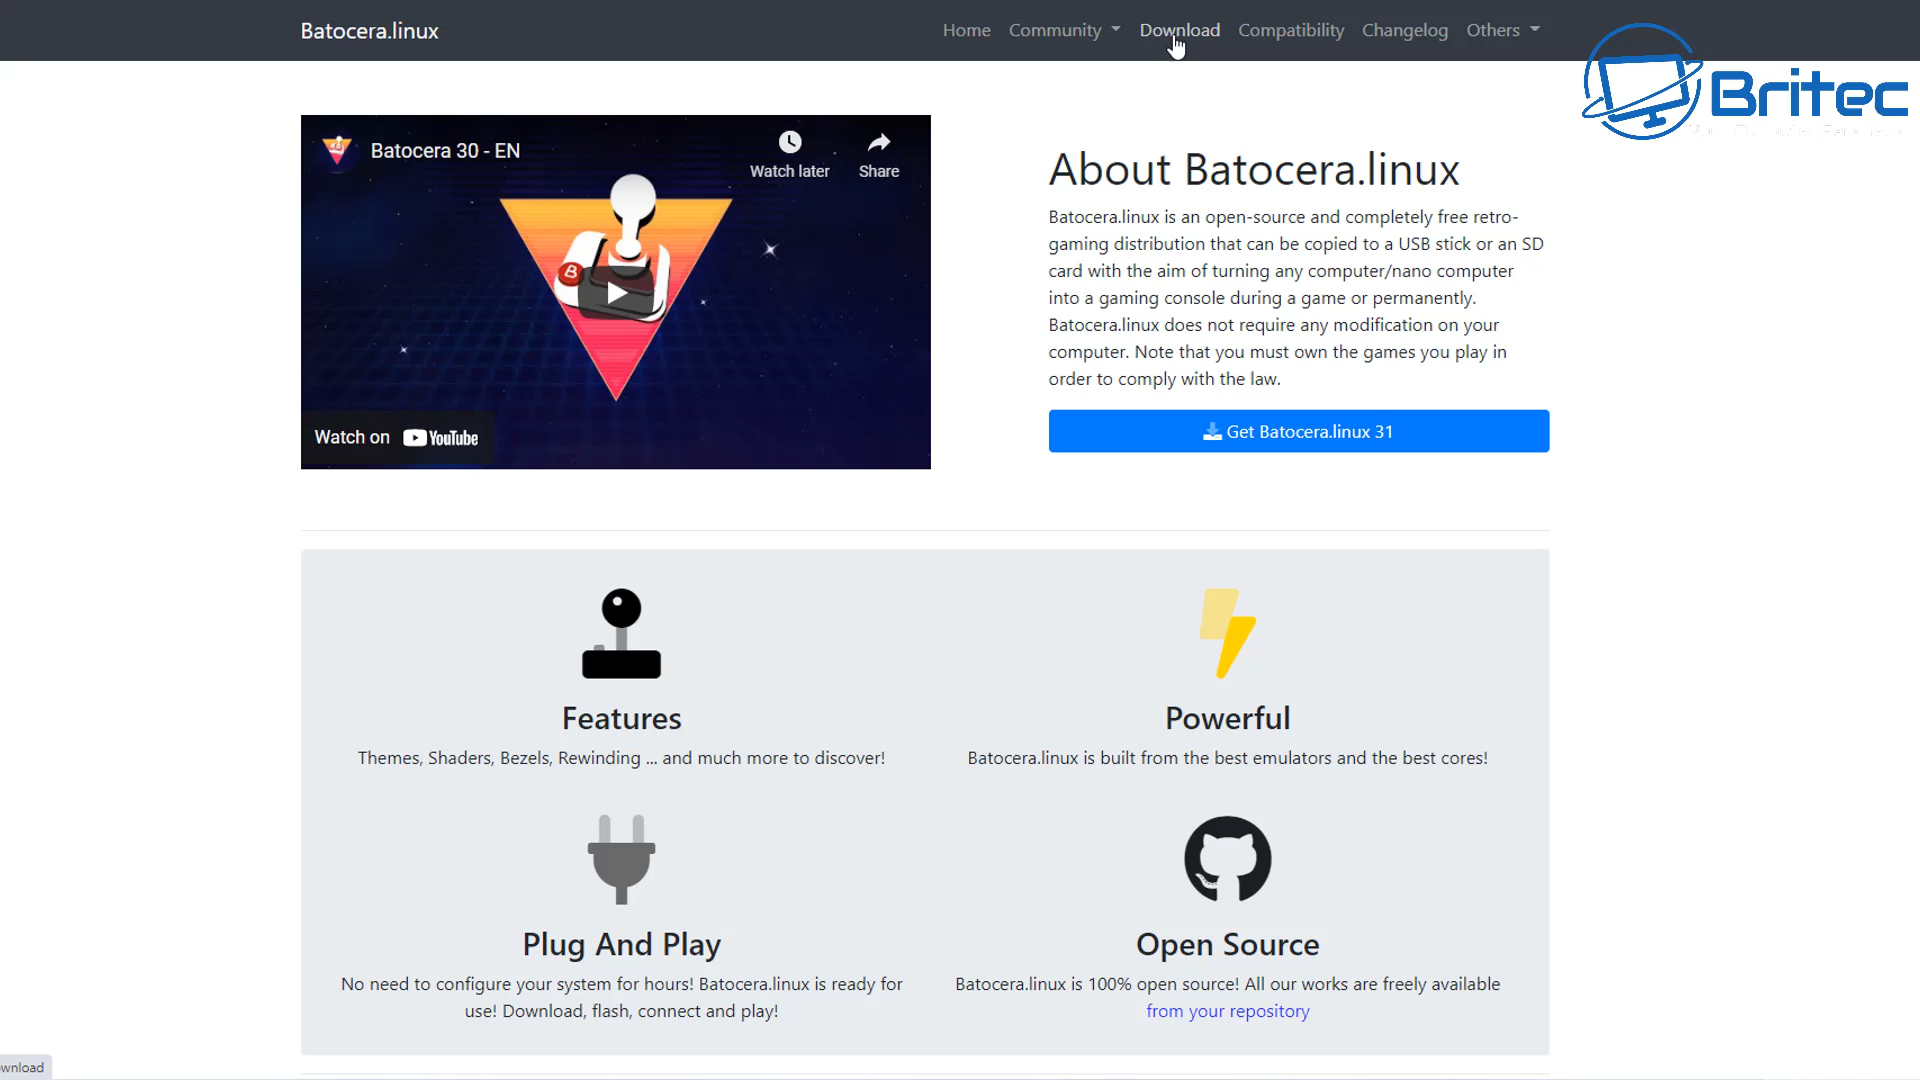 Batocera.linux
Home Community Download Compatibility Changelog Others
Britec
Batocera 30 - EN
Watch later
Share
B
Watch on YouTube
About Batocera.linux
Batocera.linux is an open-source and completely free retro-
gaming distribution that can be copied to a USB stick or an SD
card with the aim of turning any computer/nano computer
into a gaming console during a game or permanently.
Batocera.linux does not require any modification on your
computer. Note that you must own the games you play in
order to comply with the law.
Get Batocera.linux 31
Features
Themes, Shaders, Bezels, Rewinding ... and much more to discover!
Powerful
Batocera.linux is built from the best emulators and the best cores!
Plug And Play
No need to configure your system for hours! Batocera.linux is ready for
use! Download, flash, connect and play!
Open Source
Batocera.linux is 100% open source! All our works are freely available
from your repository
wnload